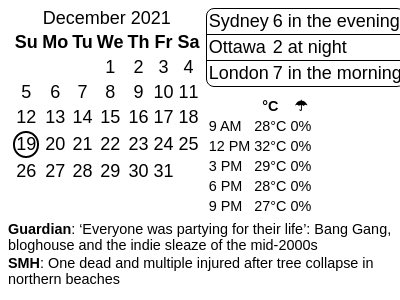 December 2021
Su Mo Tu We Th Fr Sa
1 2 3 4
5 6 7 8 9 10 11
12 13 14 15 16 17 18
19 20 21 22 23 24 25
26 27 28 29 30 31
Sydney 6 in the evening
Ottawa 2 at night
London 7 in the morning
°C ☂
9 AM 28°C 0%
12 PM 32°C 0%
3 PM 29°C 0%
6 PM 28°C 0%
9 PM 27°C 0%
Guardian: ‘Everyone was partying for their life’: Bang Gang,
bloghouse and the indie sleaze of the mid-2000s
SMH: One dead and multiple injured after tree collapse in
northern beaches